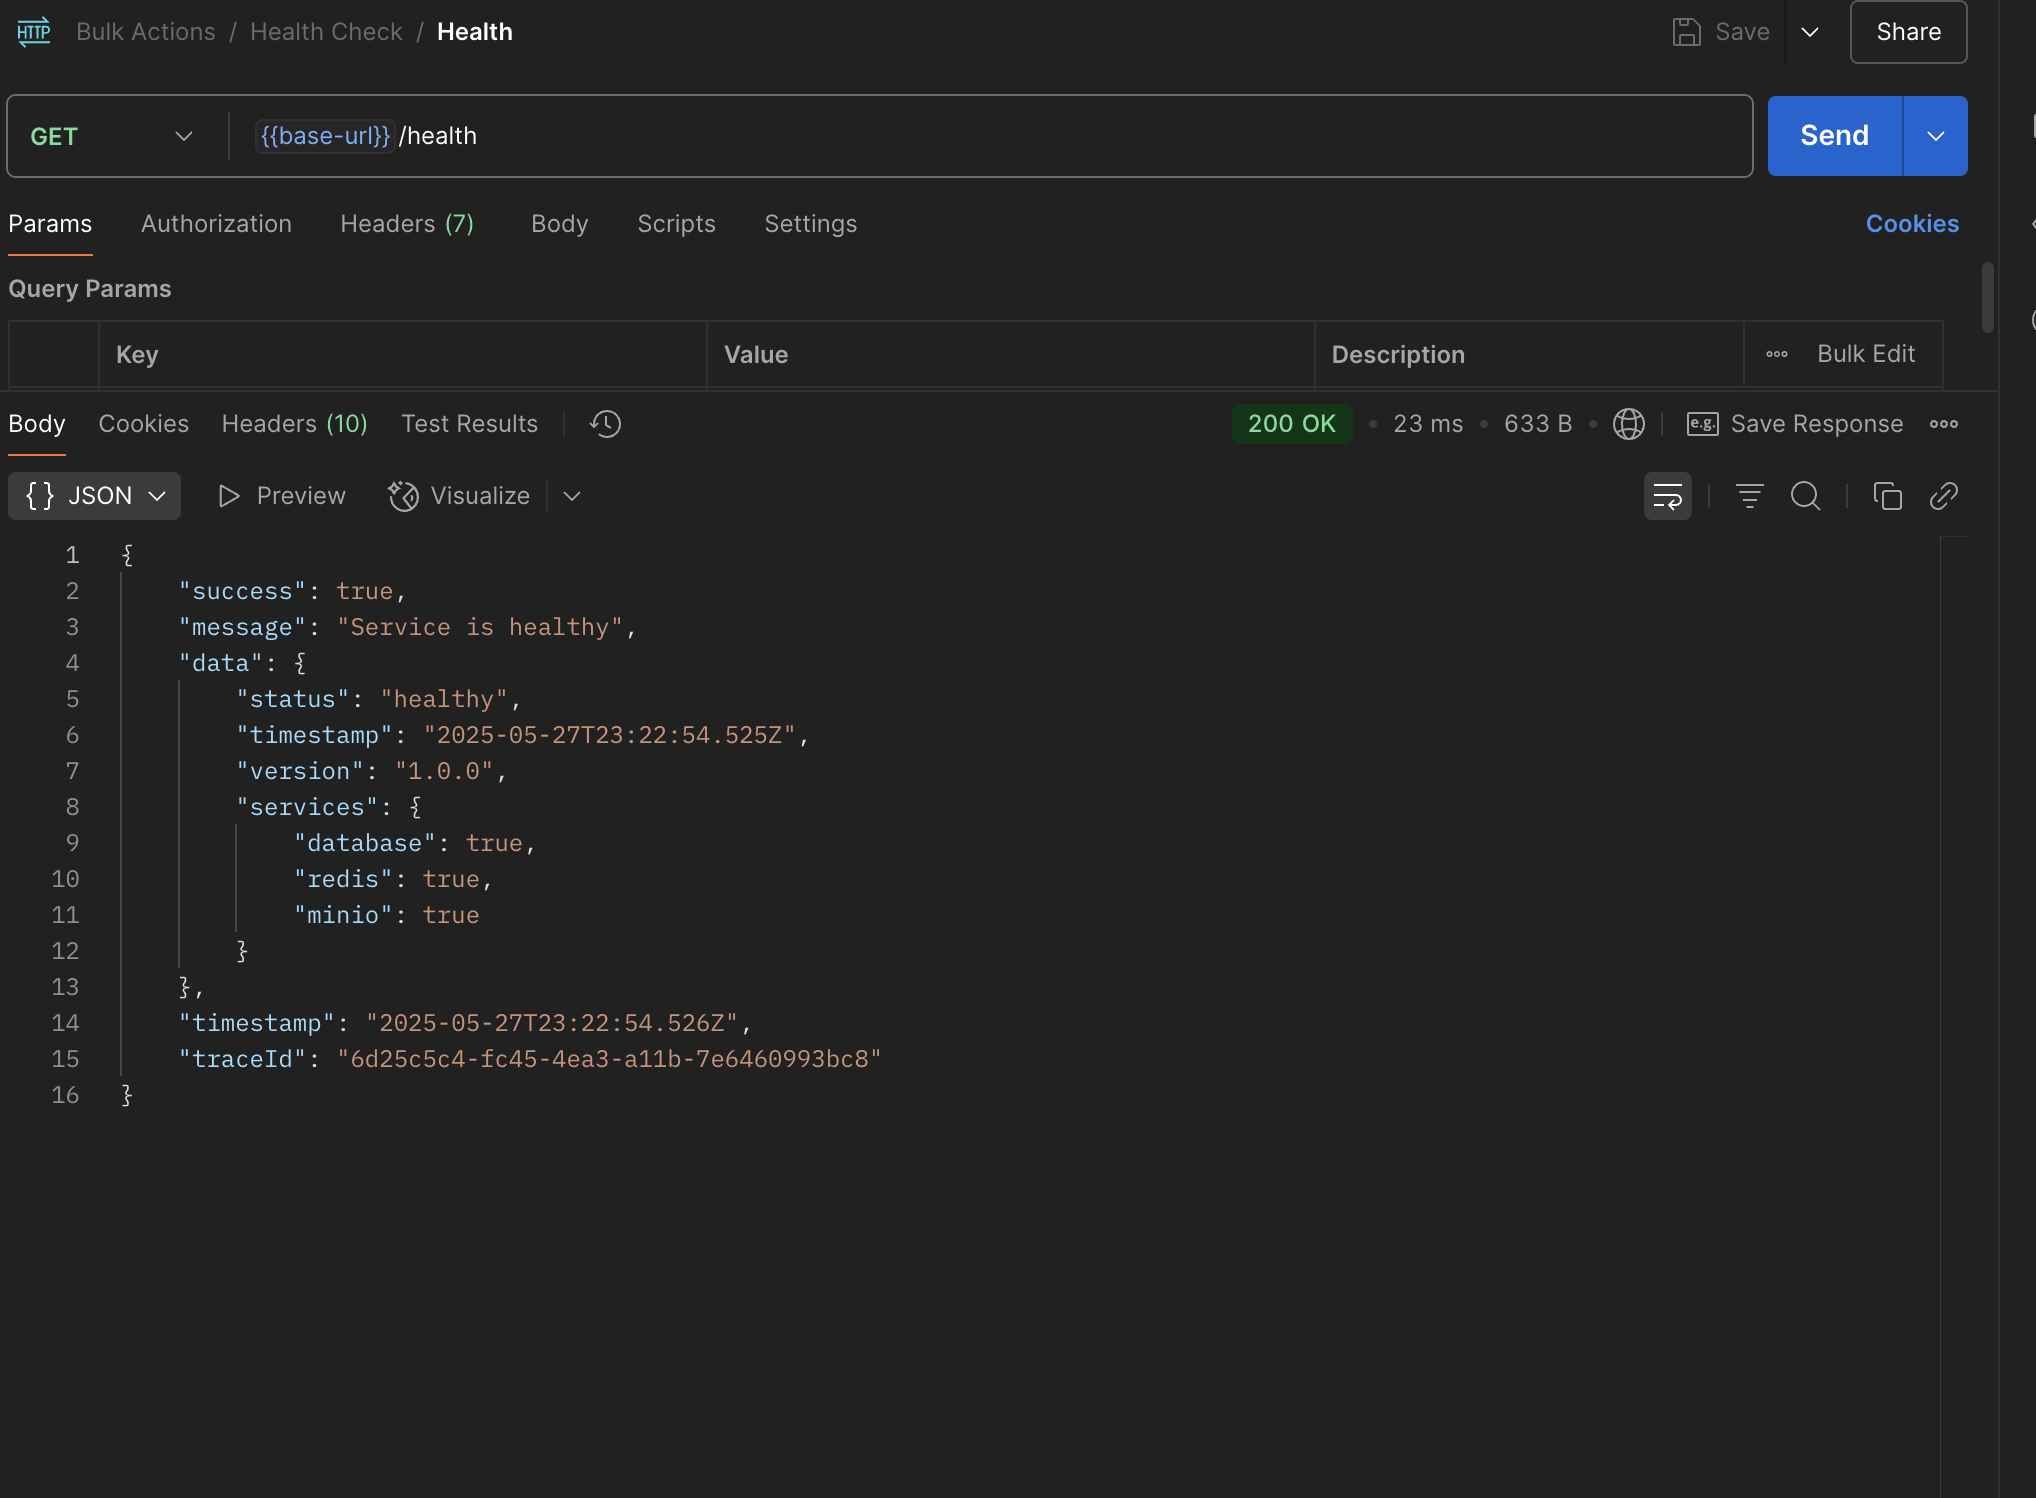 HTTP Bulk Actions / Health Check / Health Save Share
GET {{base-url}}/health Send
Params Authorization Headers (7) Body Scripts Settings Cookies
Query Params
Key Value Description Bulk Edit
Body Cookies Headers (10) Test Results 200 OK • 23 ms • 633 B • e.g. Save Response
{} JSON Preview Visualize
1 {
2 "success": true,
3 "message": "Service is healthy",
4 "data": {
5 "status": "healthy",
6 "timestamp": "2025-05-27T23:22:54.525Z",
7 "version": "1.0.0",
8 "services": {
9 "database": true,
10 "redis": true,
11 "minio": true
12 }
13 },
14 "timestamp": "2025-05-27T23:22:54.526Z",
15 "traceId": "6d25c5c4-fc45-4ea3-a11b-7e6460993bc8"
16 }